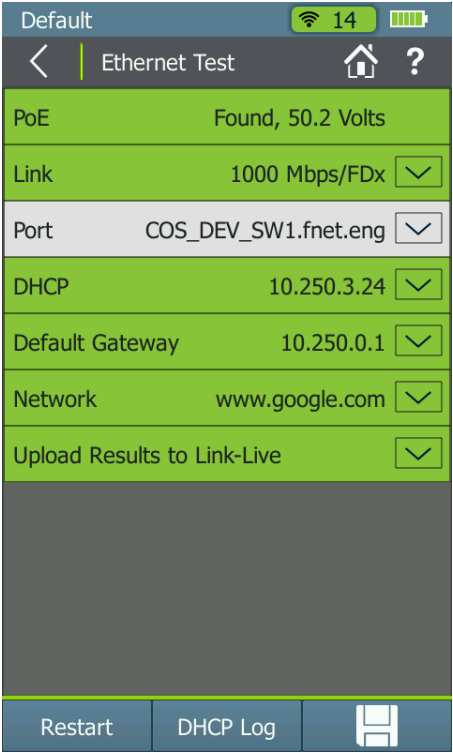 Default 14
Ethernet Test ?
PoE Found, 50.2 Volts
Link 1000 Mbps/FDx
Port COS_DEV_SW1.fnet.eng
DHCP 10.250.3.24
Default Gateway 10.250.0.1
Network www.google.com
Upload Results to Link-Live
Restart DHCP Log